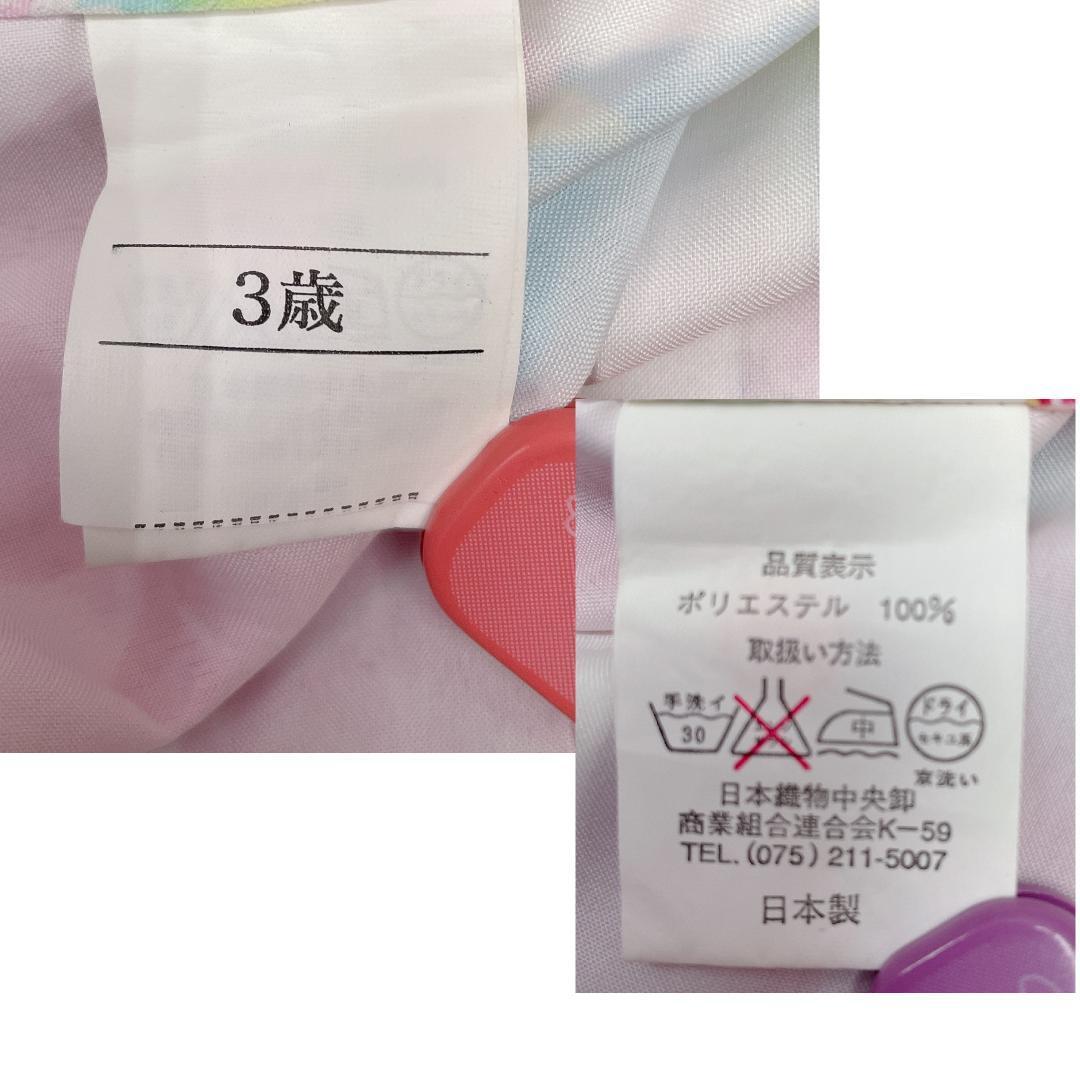 3歳
品質表示
ポリエステル 100%
取扱い方法
手洗イ
30
中
ドライ
セキユ系
京洗い
日本織物中央卸
商業組合連合会K-59
TEL.(075)211-5007
日本製